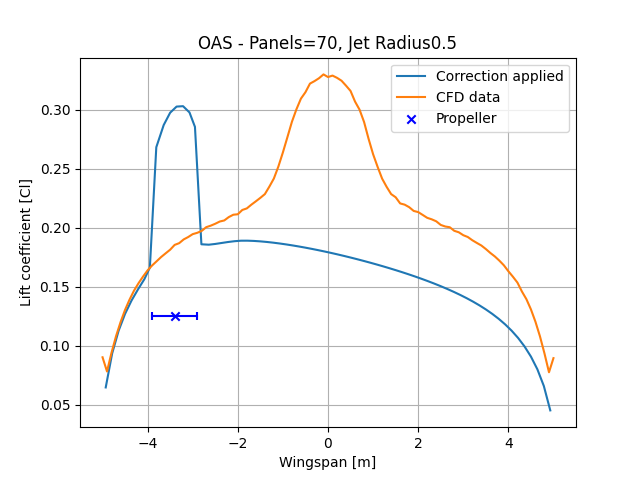 OAS - Panels=70, Jet Radius0.5
Correction applied
CFD data
Propeller
Lift coefficient [Cl]
0.30
0.25
0.20
0.15
0.10
0.05
−4 −2 0 2 4
Wingspan [m]